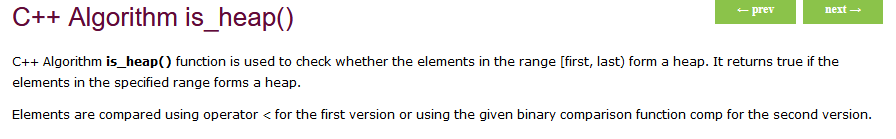 C++ Algorithm is_heap()
← prev
next →
C++ Algorithm is_heap() function is used to check whether the elements in the range [first, last) form a heap. It returns true if the
elements in the specified range forms a heap.
Elements are compared using operator < for the first version or using the given binary comparison function comp for the second version.